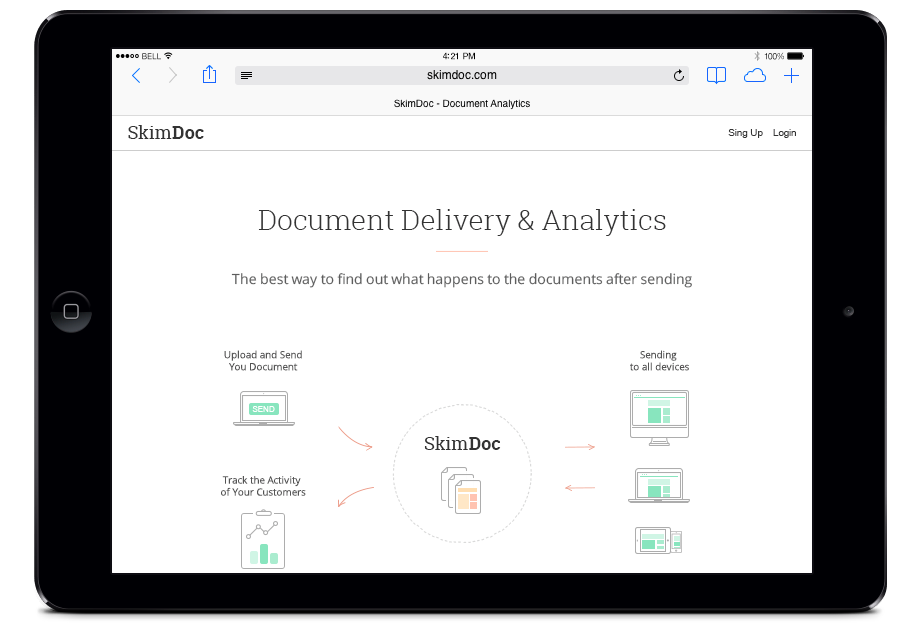 BELL
4:21 PM
100%
skimdoc.com
SkimDoc - Document Analytics
SkimDoc
Sing Up Login
Document Delivery & Analytics
The best way to find out what happens to the documents after sending
Upload and Send
You Document
SEND
Track the Activity
of Your Customers
SkimDoc
Sending
to all devices